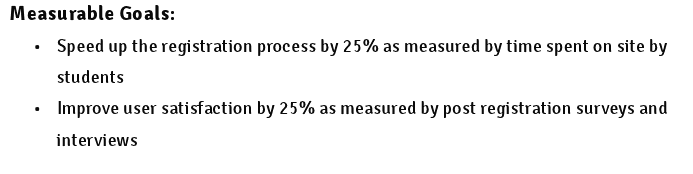 Measurable Goals:
• Speed up the registration process by 25% as measured by time spent on site by
students
• Improve user satisfaction by 25% as measured by post registration surveys and
interviews